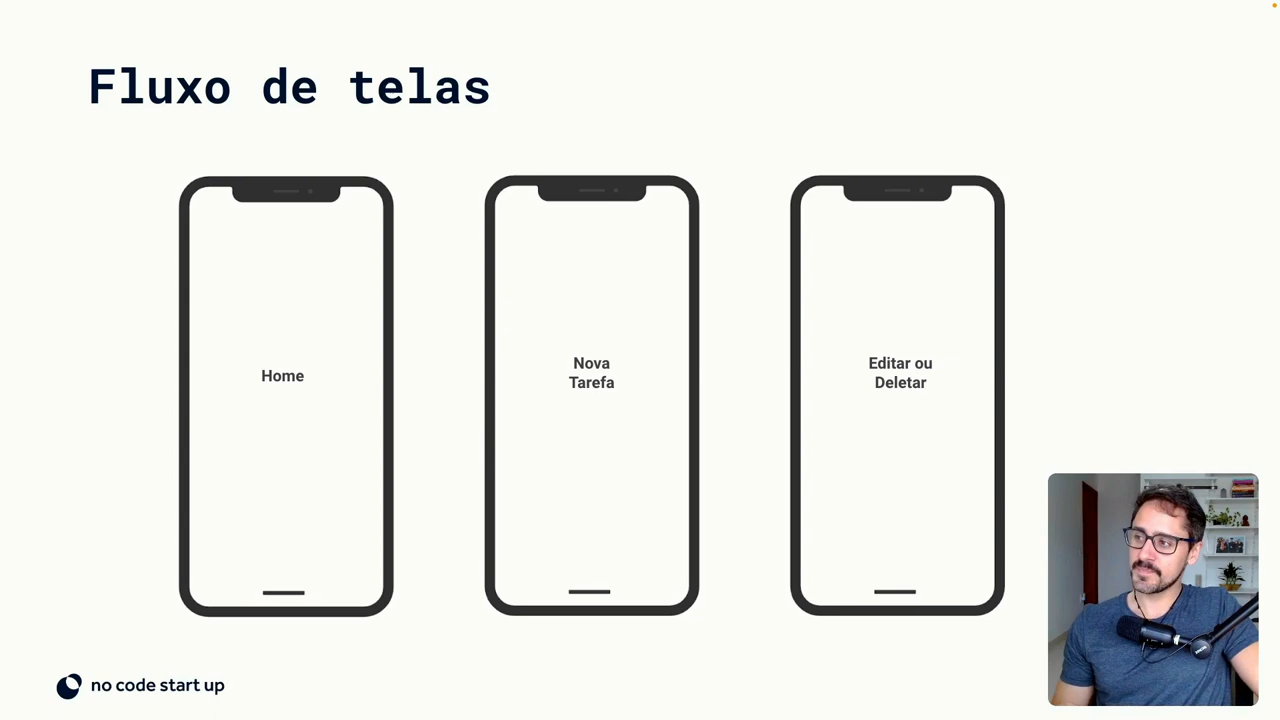 Fluxo de telas
Home
Nova
Tarefa
Editar ou
Deletar
no code start up